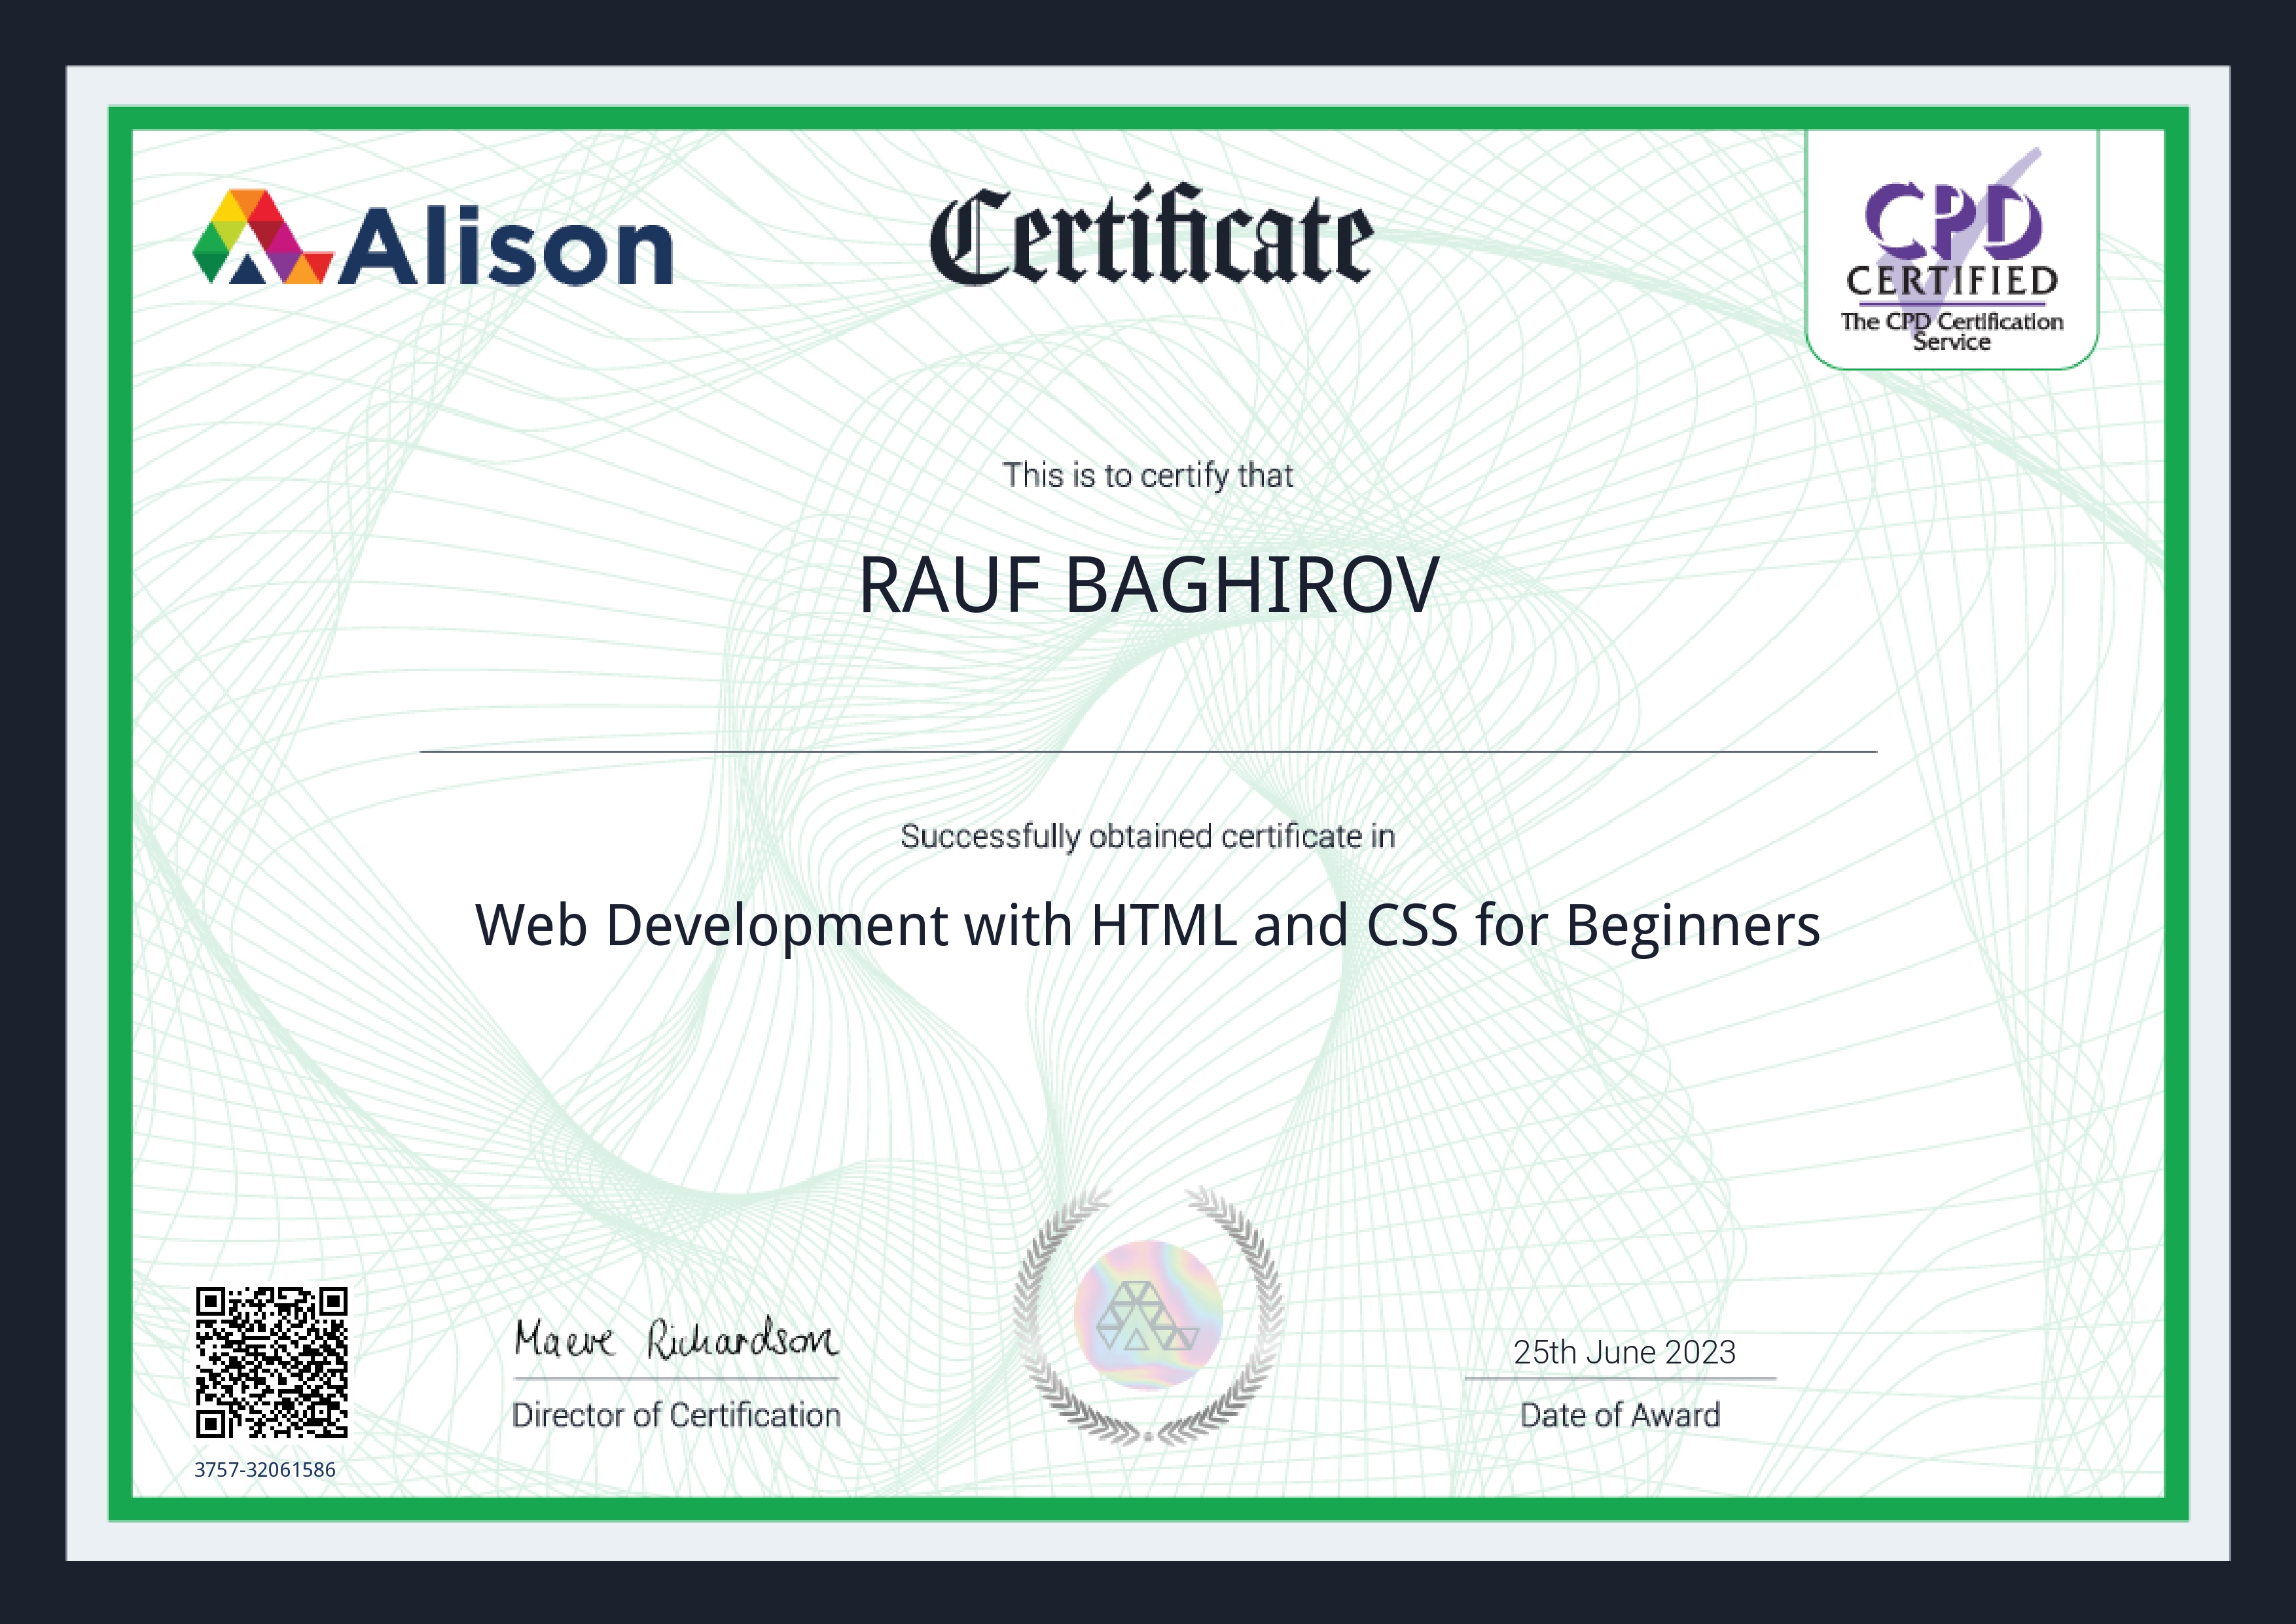 Alison
Certificate
CPD
CERTIFIED
The CPD Certification
Service
This is to certify that
RAUF BAGHIROV
Successfully obtained certificate in
Web Development with HTML and CSS for Beginners
Maeve Richardson
25th June 2023
Director of Certification
Date of Award
3757-32061586